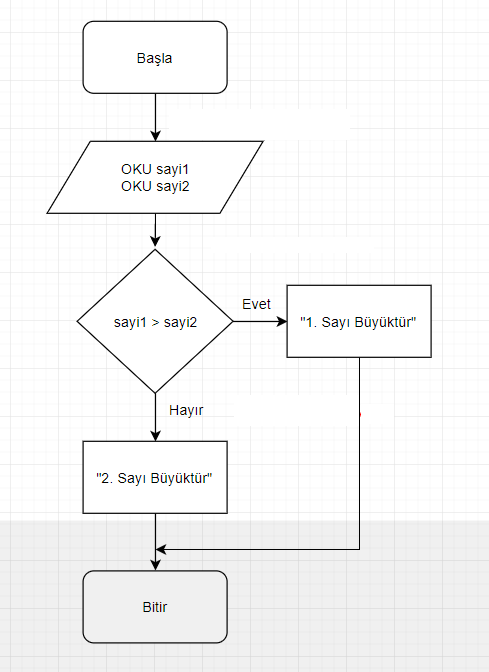 Başla
OKU sayi1
OKU sayi2
sayi1 > sayi2
Evet
"1. Sayı Büyüktür"
Hayır
"2. Sayı Büyüktür"
Bitir